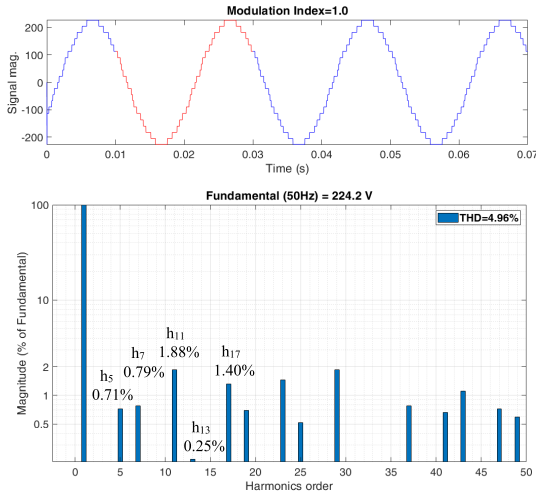 Modulation Index=1.0
200
100
0
-100
-200
Signal mag.
0
0.01
0.02
0.03
0.04
0.05
0.06
0.07
Time (s)
Fundamental (50Hz) = 224.2 V
100
10
2
1
0.5
Magnitude (% of Fundamental)
THD=4.96%
h5
0.71%
h7
0.79%
h11
1.88%
h13
0.25%
h17
1.40%
0
5
10
15
20
25
30
35
40
45
50
Harmonics order